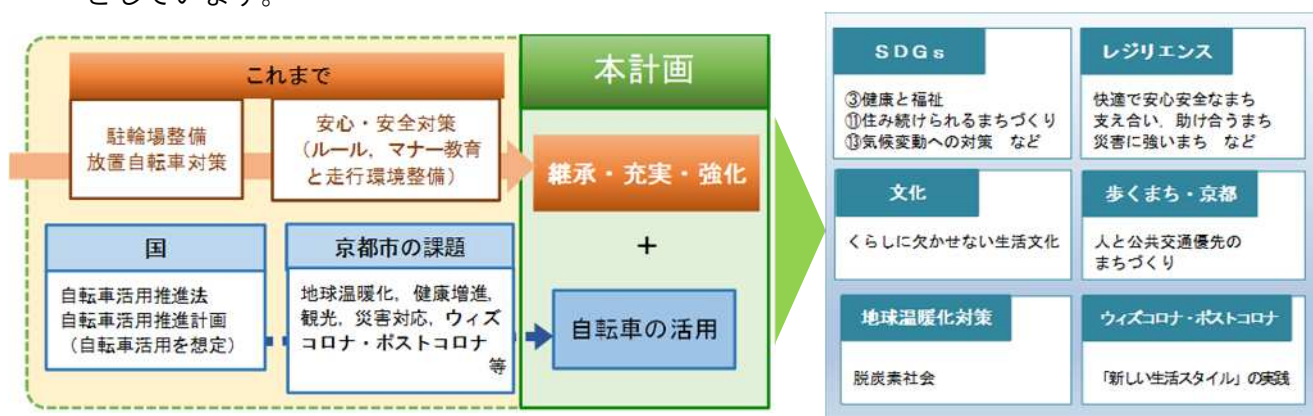 としています。
これまで
駐輪場整備
放置自転車対策
安心・安全対策
（ルール，マナー教育
と走行環境整備）
国
自転車活用推進法
自転車活用推進計画
（自転車活用を想定）
京都市の課題
地球温暖化，健康増進，
観光，災害対応，ウィズ
コロナ・ポストコロナ
等
本計画
継承・充実・強化
+
自転車の活用
ＳＤＧｓ
③健康と福祉
⑪住み続けられるまちづくり
⑬気候変動への対策　など
レジリエンス
快適で安心安全なまち
支え合い，助け合うまち
災害に強いまち　など
文化
くらしに欠かせない生活文化
歩くまち・京都
人と公共交通優先の
まちづくり
地球温暖化対策
脱炭素社会
ウィズコロナ・ポストコロナ
「新しい生活スタイル」の実践